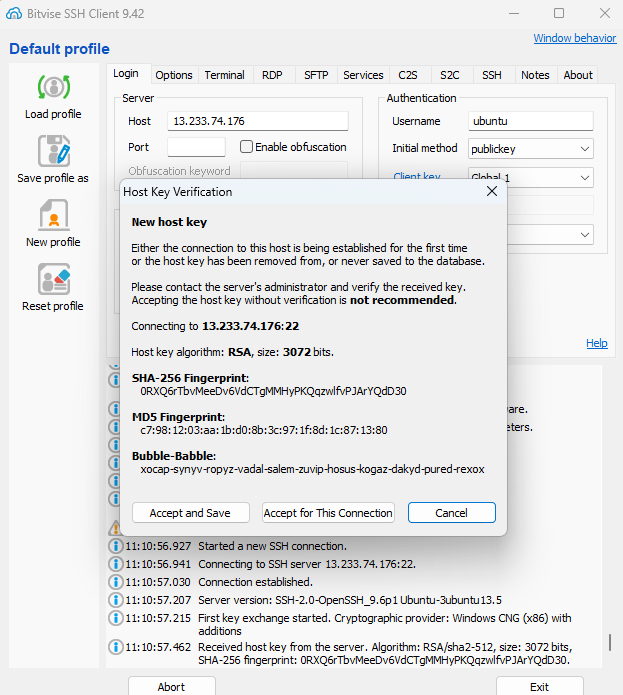 Bitvise SSH Client 9.42
Window behavior
Default profile
Load profile
Save profile as
New profile
Reset profile
Login Options Terminal RDP SFTP Services C2S S2C SSH Notes About
Server
Host 13.233.74.176
Port Enable obfuscation
Obfuscation keyword
Authentication
Username ubuntu
Initial method publickey
Client key Global 1
Host Key Verification
New host key
Either the connection to this host is being established for the first time
or the host key has been removed from, or never saved to the database.
Please contact the server's administrator and verify the received key.
Accepting the host key without verification is not recommended.
Connecting to 13.233.74.176:22
Host key algorithm: RSA, size: 3072 bits.
SHA-256 Fingerprint:
0RXQ6rTbvMeeDv6VdCTgMMHyPKQqzwlfvPJArYQdD30
MD5 Fingerprint:
c7:98:12:03:aa:1b:d0:8b:3c:97:1f:8d:1c:87:13:80
Bubble-Babble:
xocap-synyv-ropyz-vadal-salem-zuvip-hosus-kogaz-dakyd-pured-rexox
Accept and Save Accept for This Connection Cancel
Help
11:10:56.927 Started a new SSH connection.
11:10:56.941 Connecting to SSH server 13.233.74.176:22.
11:10:57.030 Connection established.
11:10:57.207 Server version: SSH-2.0-OpenSSH_9.6p1 Ubuntu-3ubuntu13.5
11:10:57.215 First key exchange started. Cryptographic provider: Windows CNG (x86) with
additions
11:10:57.462 Received host key from the server. Algorithm: RSA/sha2-512, size: 3072 bits,
SHA-256 fingerprint: 0RXQ6rTbvMeeDv6VdCTgMMHyPKQqzwlfvPJArYQdD30.
Abort Exit